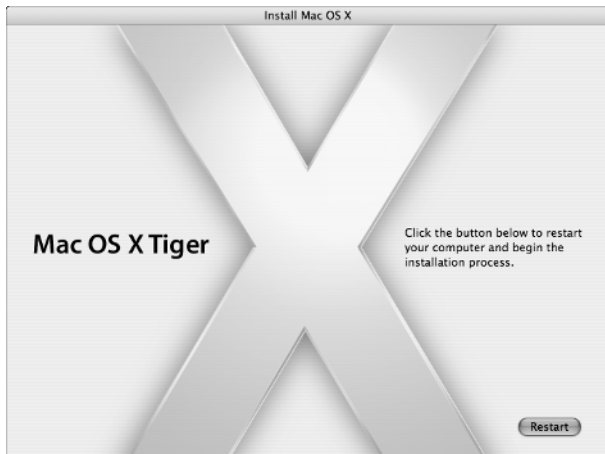 Install Mac OS X
Mac OS X Tiger
Click the button below to restart
your computer and begin the
installation process.
Restart